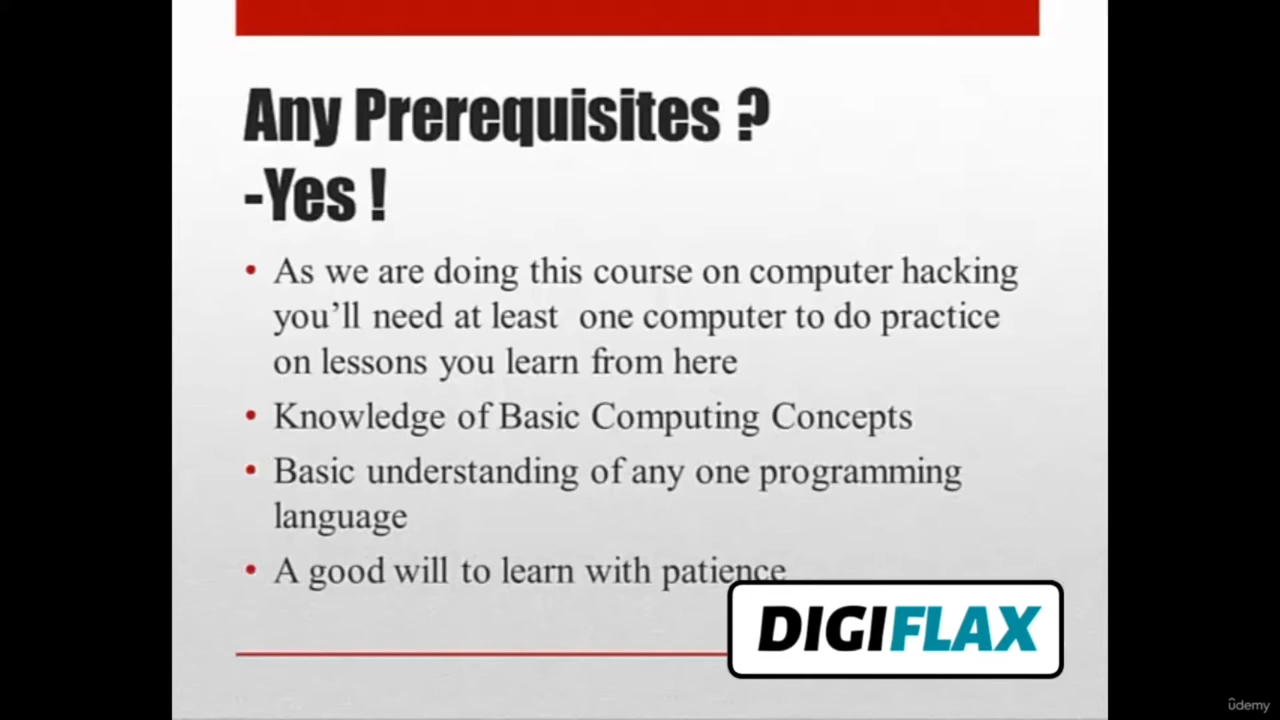 Any Prerequisites ?
-Yes !
• As we are doing this course on computer hacking
you’ll need at least one computer to do practice
on lessons you learn from here
• Knowledge of Basic Computing Concepts
• Basic understanding of any one programming
language
• A good will to learn with patience
DIGIFLAX
ûdemy